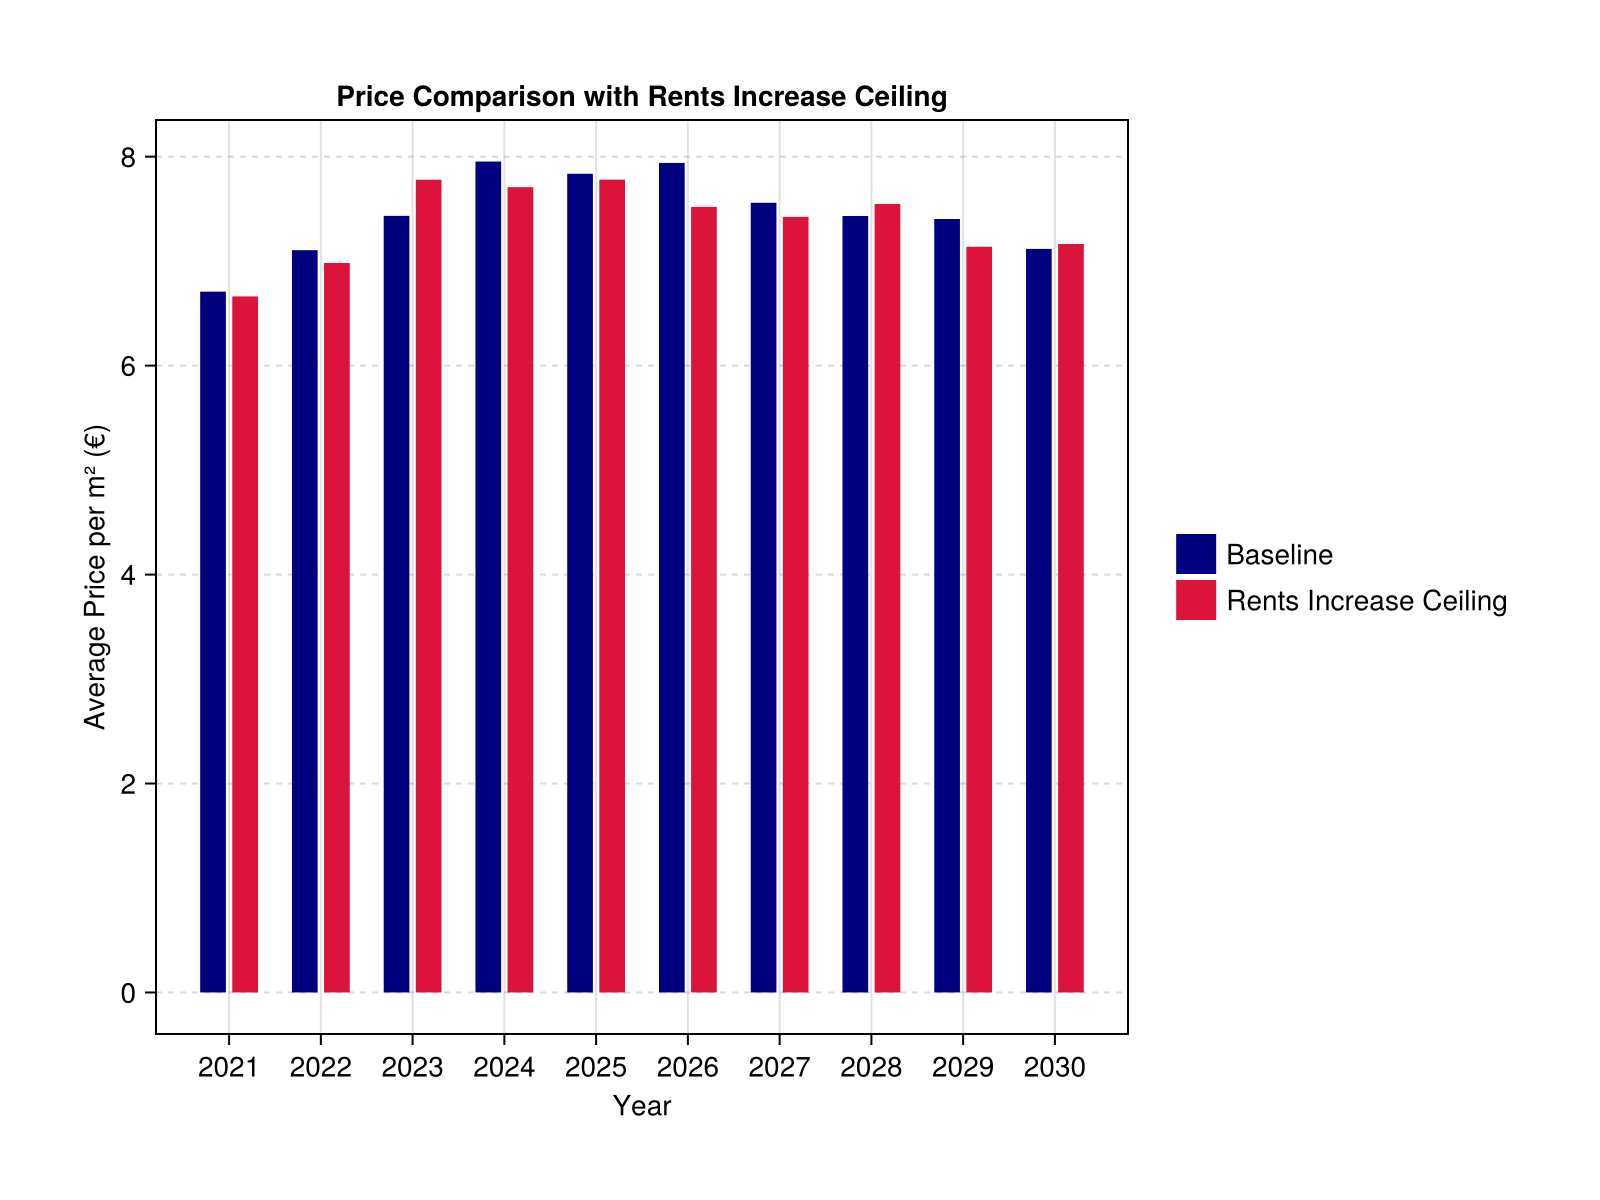 Price Comparison with Rents Increase Ceiling
Average Price per m² (€)
8
6
4
2
0
2021 2022 2023 2024 2025 2026 2027 2028 2029 2030
Year
Baseline
Rents Increase Ceiling